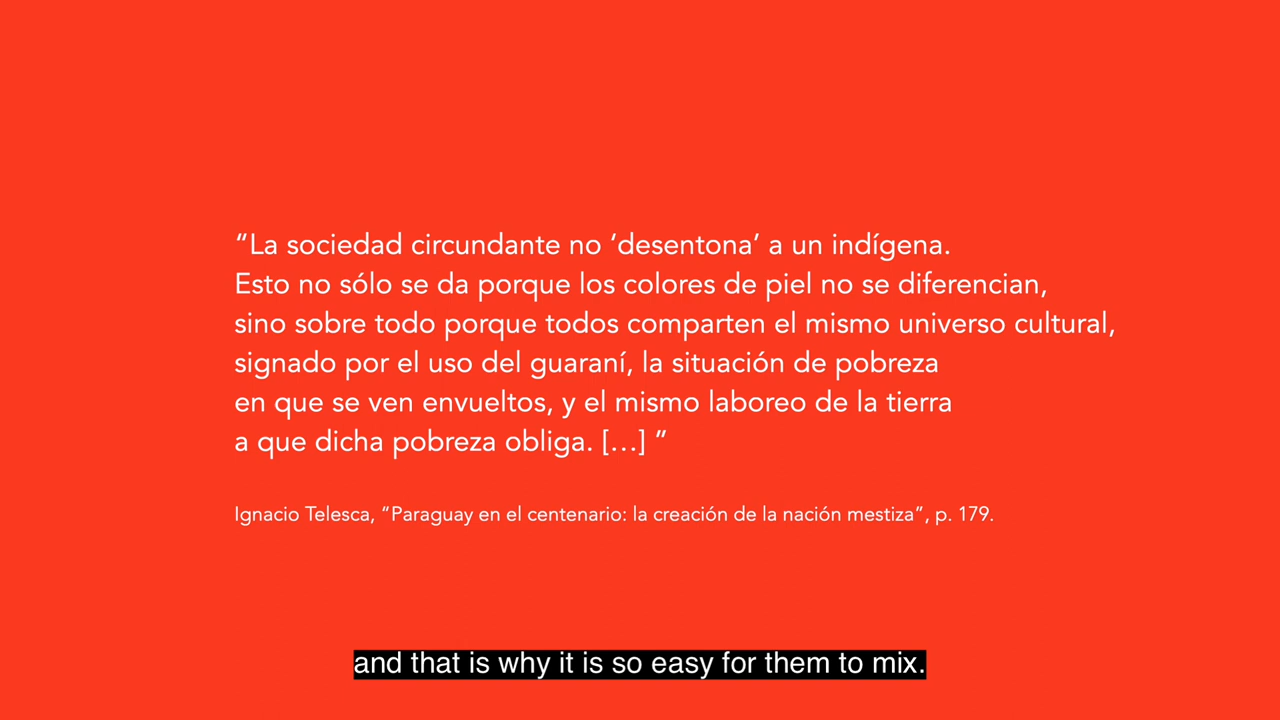 “La sociedad circundante no ‘desentona’ a un indígena.
Esto no sólo se da porque los colores de piel no se diferencian,
sino sobre todo porque todos comparten el mismo universo cultural,
signado por el uso del guaraní, la situación de pobreza
en que se ven envueltos, y el mismo laboreo de la tierra
a que dicha pobreza obliga. [...] ”
Ignacio Telesca, “Paraguay en el centenario: la creación de la nación mestiza”, p. 179.
and that is why it is so easy for them to mix.